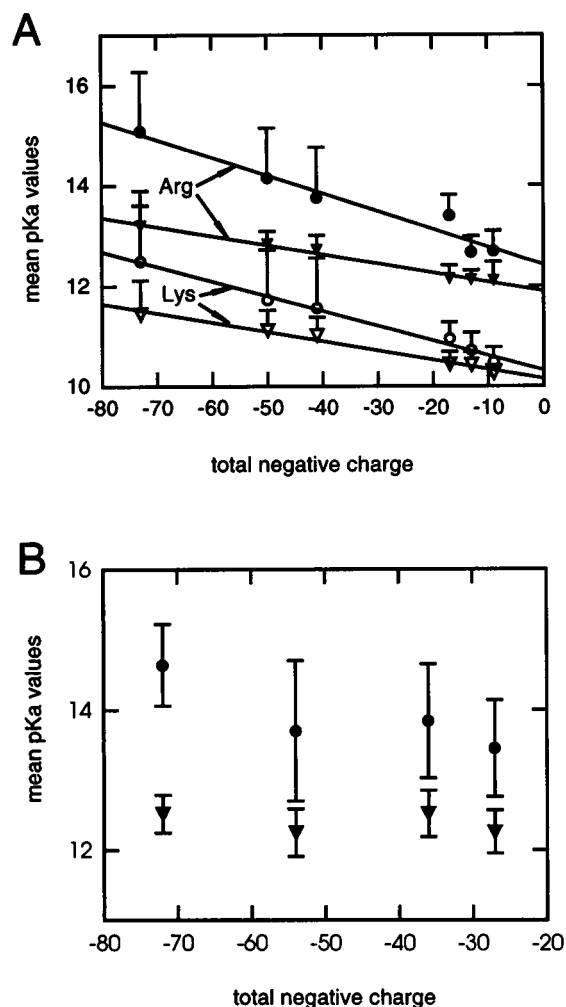 A
mean pKa values
16
14
12
10
Arg
Lys
-80 -70 -60 -50 -40 -30 -20 -10 0
total negative charge
B
mean pKa values
16
14
12
-80 -70 -60 -50 -40 -30 -20
total negative charge